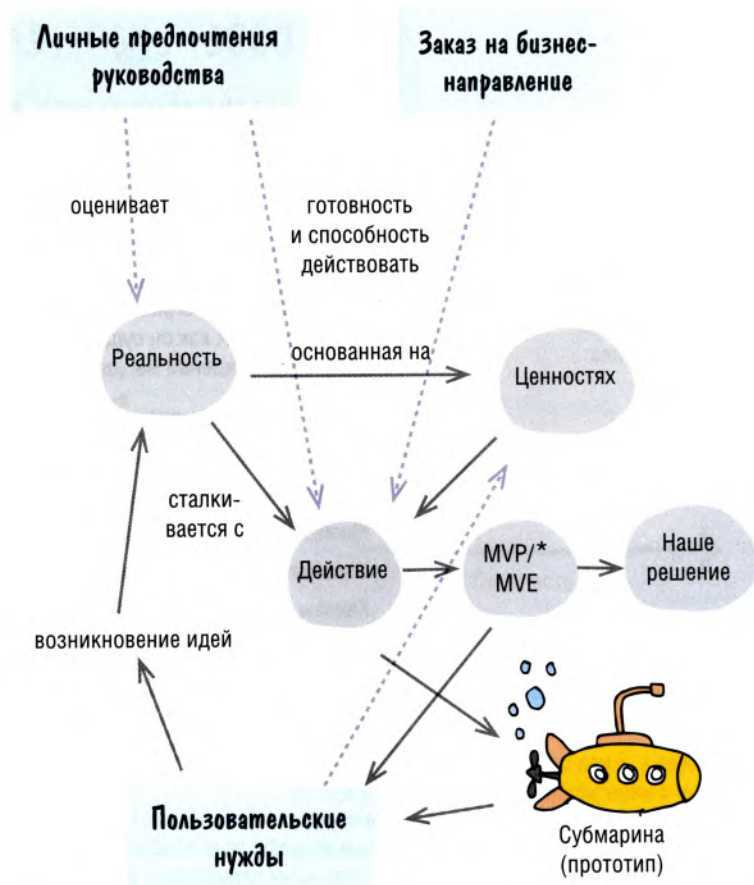 Личные предпочтения
руководства
Заказ на бизнес-
направление
оценивает
готовность
и способность
действовать
Реальность
основанная на
Ценностях
сталки-
вается с
Действие
MVP/*
MVE
Наше
решение
возникновение идей
Пользовательские
нужды
Субмарина
(прототип)